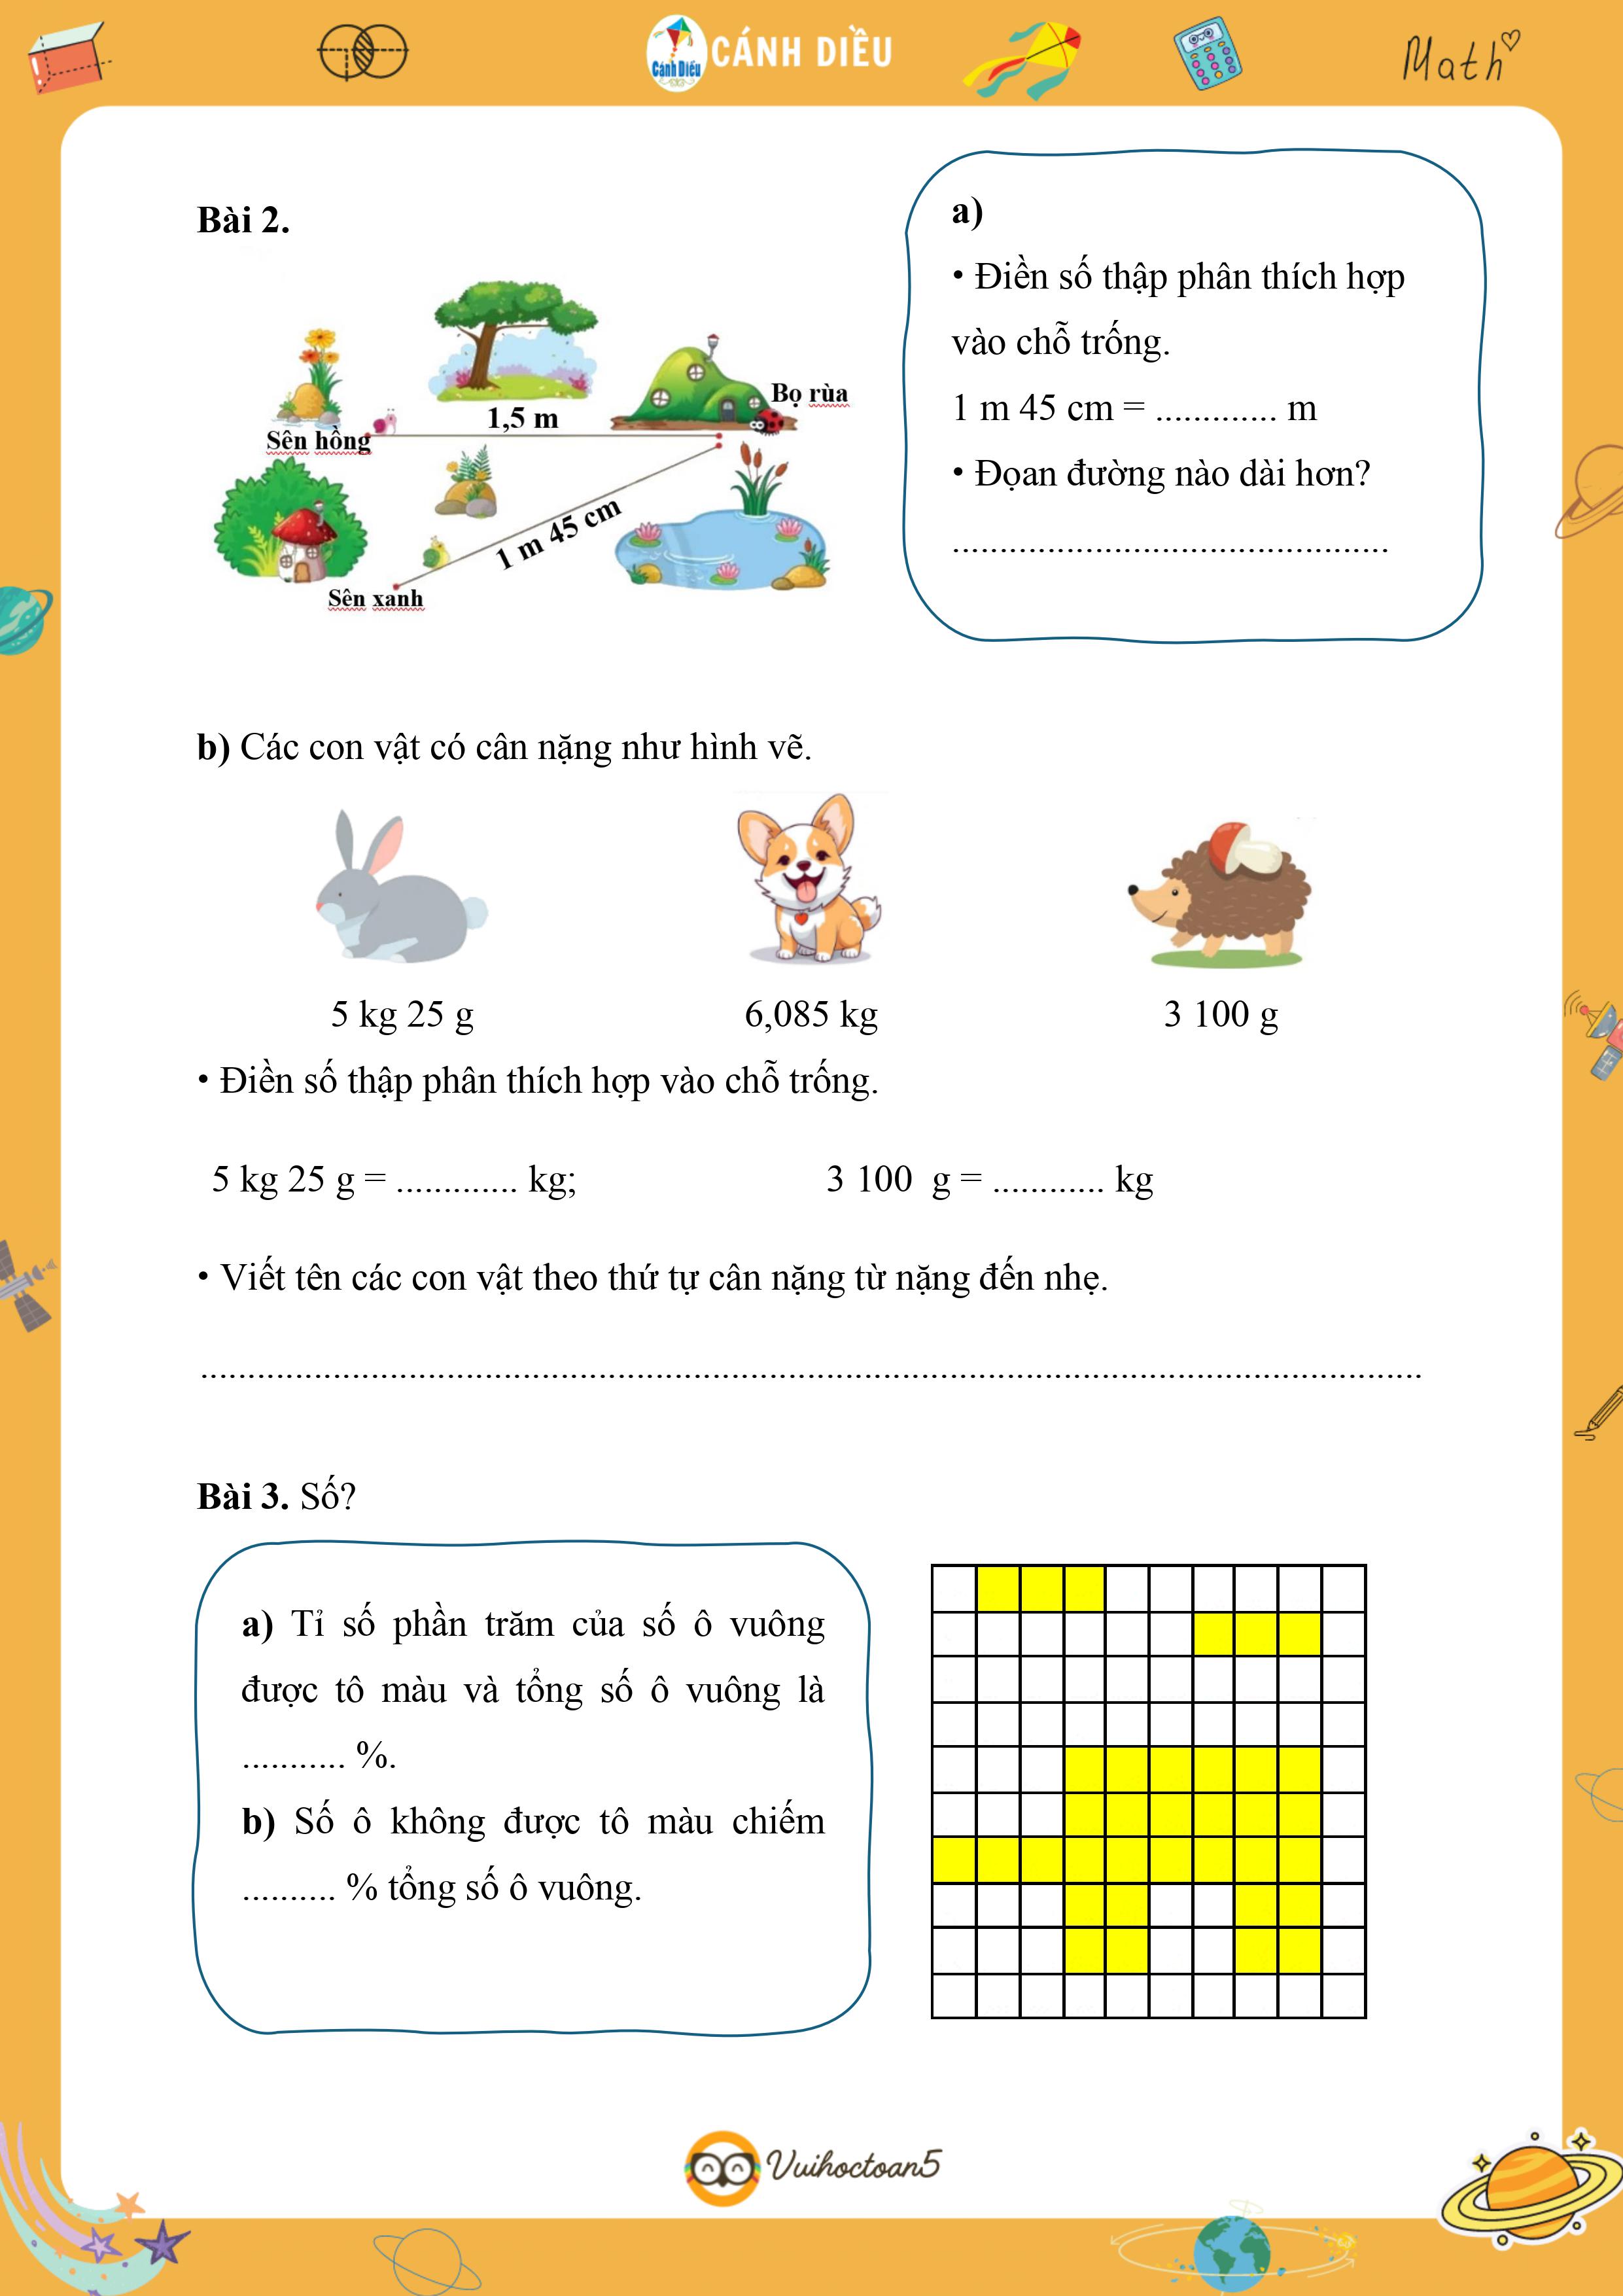 Cánh Diều CÁNH DIỀU
Math
Bài 2.
Bọ rùa
1,5 m
Sên hồng
1 m 45 cm
Sên xanh
a)
• Điền số thập phân thích hợp
vào chỗ trống.
1 m 45 cm = ............. m
• Đọan đường nào dài hơn?
..............................................
b) Các con vật có cân nặng như hình vẽ.
5 kg 25 g 6,085 kg 3 100 g
• Điền số thập phân thích hợp vào chỗ trống.
5 kg 25 g = ............. kg; 3 100 g = ............ kg
• Viết tên các con vật theo thứ tự cân nặng từ nặng đến nhẹ.
................................................................................................................................
Bài 3. Số?
a) Tỉ số phần trăm của số ô vuông
được tô màu và tổng số ô vuông là
........... %.
b) Số ô không được tô màu chiếm
.......... % tổng số ô vuông.
Vuihoctoan5